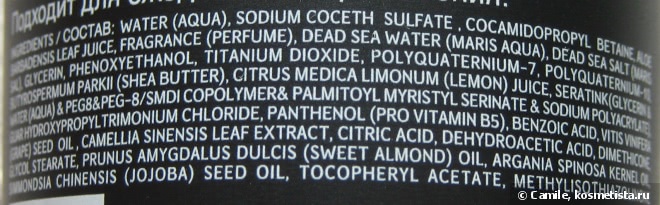 Подходит для
INGREDIENTS / СОСТАВ: WATER (AQUA), SODIUM COCETH SULFATE , COCAMIDOPROPYL BETAINE, ALOE
BARBADENSIS LEAF JUICE, FRAGRANCE (PERFUME), DEAD SEA WATER (MARIS AQUA), DEAD SEA SALT (MARIS
SALT, GLYCERIN, PHENOXYETHANOL, TITANIUM DIOXIDE, POLYQUATERNIUM-7, POLYQUATERNIUM-10,
BUTYROSPERMUM PARKII (SHEA BUTTER), CITRUS MEDICA LIMONUM (LEMON) JUICE, SERATINK(GLYCERIN
WATER (AQUA) & PEG8&PEG-8/SMDI COPOLYMER& PALMITOYL MYRISTYL SERINATE & SODIUM POLYACRYLATE)
GUAR HYDROXYPROPYLTRIMONIUM CHLORIDE, PANTHENOL (PRO VITAMIN B5), BENZOIC ACID, VITIS VINIFERA
(GRAPE) SEED OIL, CAMELLIA SINENSIS LEAF EXTRACT, CITRIC ACID, DEHYDROACETIC ACID, DIMETHICONE
GLYCOL STEARATE, PRUNUS AMYGDALUS DULCIS (SWEET ALMOND) OIL, ARGANIA SPINOSA KERNEL OIL
SIMMONDSIA CHINENSIS (JOJOBA) SEED OIL, TOCOPHERYL ACETATE,
© Camile, kosmetista.ru